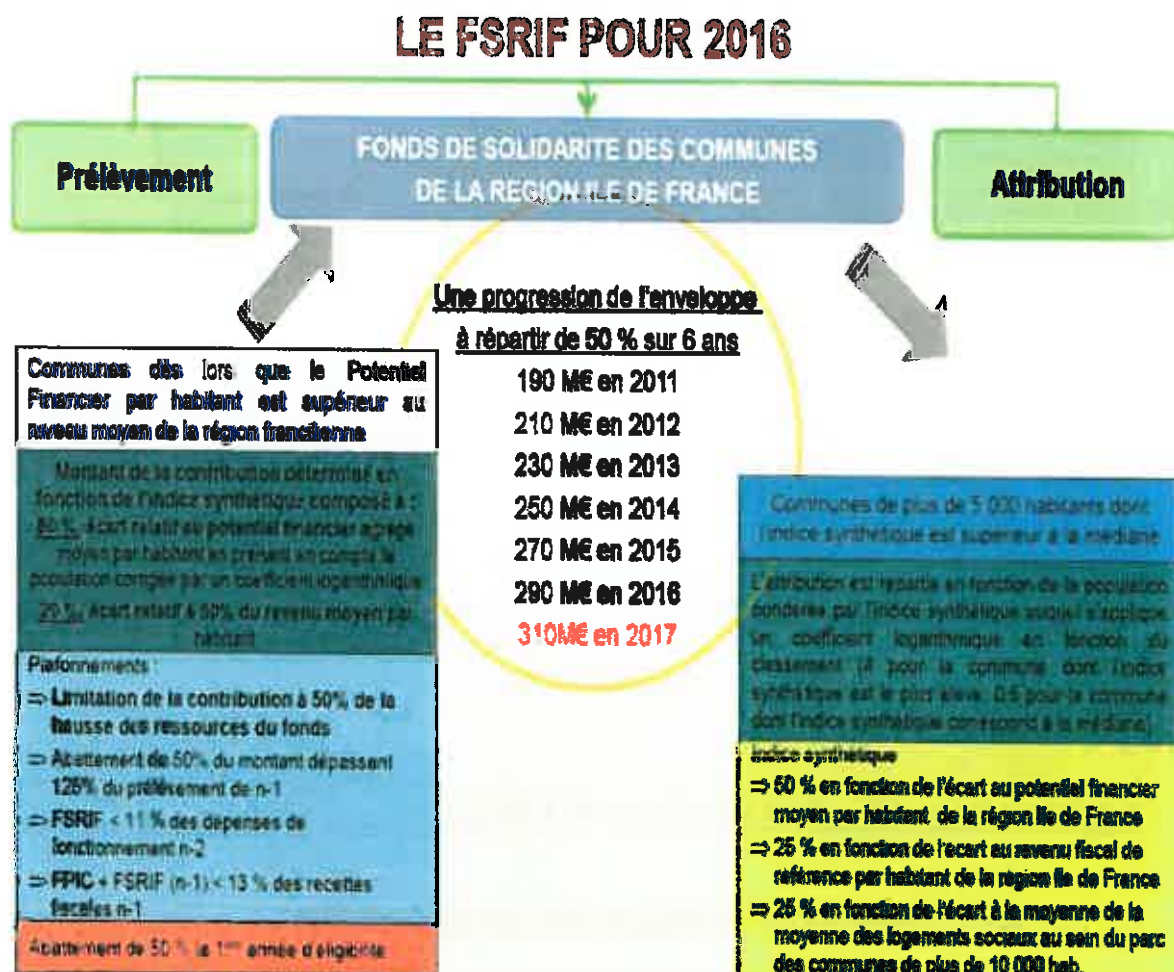 LE FSRIF POUR 2016
Prélèvement
FONDS DE SOLIDARITE DES COMMUNES
DE LA REGION ILE DE FRANCE
Attribution
Une progression de l'enveloppe
à répartir de 50 % sur 6 ans
190 M€ en 2011
210 M€ en 2012
230 M€ en 2013
250 M€ en 2014
270 M€ en 2015
290 M€ en 2016
310M€ en 2017
Communes dès lors que le Potentiel
Financier par habitant est supérieur au
niveau moyen de la région francilienne
Montant de la contribution déterminé en
fonction de l'indice synthétique composé à :
80 % écart relatif au potentiel financier agrégé
moyen par habitant en prenant en compte la
population corrigée par un coefficient logarithmique
20 % écart relatif à 50% du revenu moyen par
habitant
Plafonnements :
⇒ Limitation de la contribution à 50% de la
hausse des ressources du fonds
⇒ Abattement de 50% du montant dépassant
125% du prélèvement de n-1
⇒ FSRIF < 11 % des dépenses de
fonctionnement n-2
⇒ FPIC + FSRIF (n-1) < 13 % des recettes
fiscales n-1
Abattement de 50 % la 1ère année d'éligibilité
Communes de plus de 5 000 habitants dont
l'indice synthétique est supérieur à la médiane
L'attribution est répartie en fonction de la population
pondérée par l'indice synthétique auquel s'applique
un coefficient logarithmique en fonction du
classement (4 pour la commune dont l'indice
synthétique est le plus élevé, 0,5 pour la commune
dont l'indice synthétique correspond à la médiane)
Indice synthétique
⇒ 50 % en fonction de l'écart au potentiel financier
moyen par habitant de la région Ile de France
⇒ 25 % en fonction de l'écart au revenu fiscal de
référence par habitant de la région Ile de France
⇒ 25 % en fonction de l'écart à la moyenne de la
moyenne des logements sociaux au sein du parc
des communes de plus de 10 000 hab.